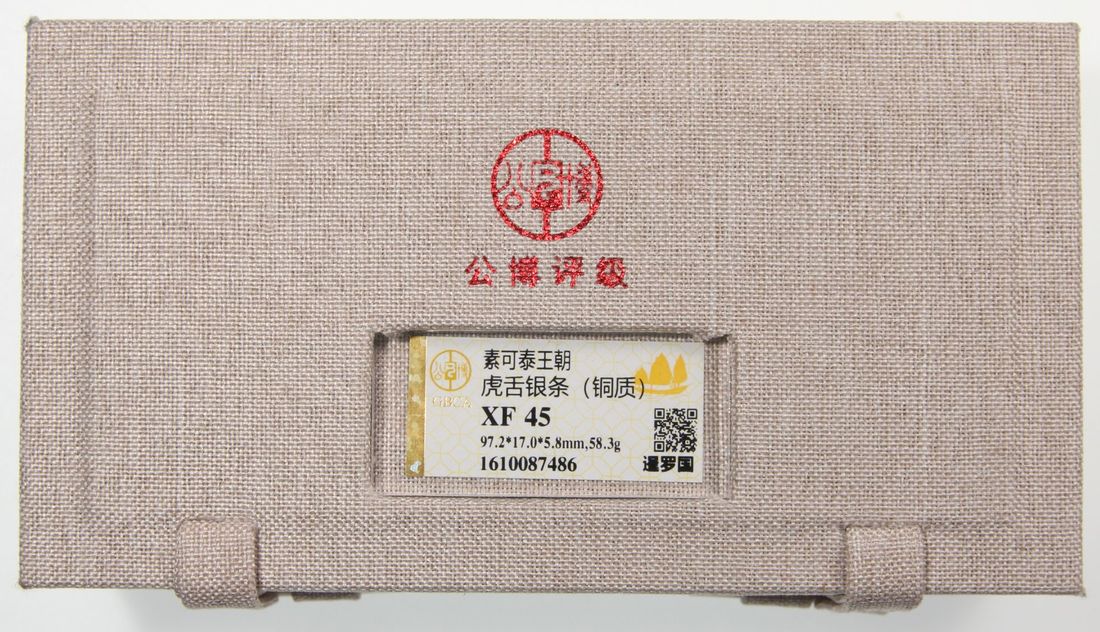 公博评级
GBCA
素可泰王朝
虎舌银条（铜质）
XF 45
97.2*17.0*5.8mm,58.3g
1610087486
暹罗国